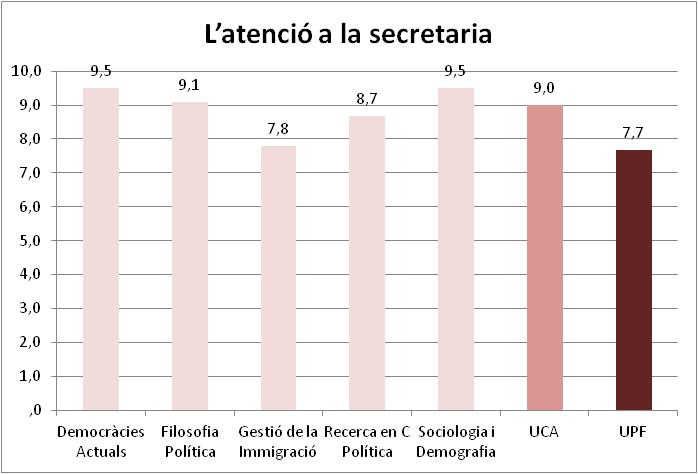 L'atenció a la secretaria
10,0
9,0
8,0
7,0
6,0
5,0
4,0
3,0
2,0
1,0
,0
9,5
9,1
7,8
8,7
9,5
9,0
7,7
Democràcies
Actuals
Filosofia
Política
Gestió de la
Immigració
Recerca en C
Política
Sociologia i
Demografia
UCA
UPF